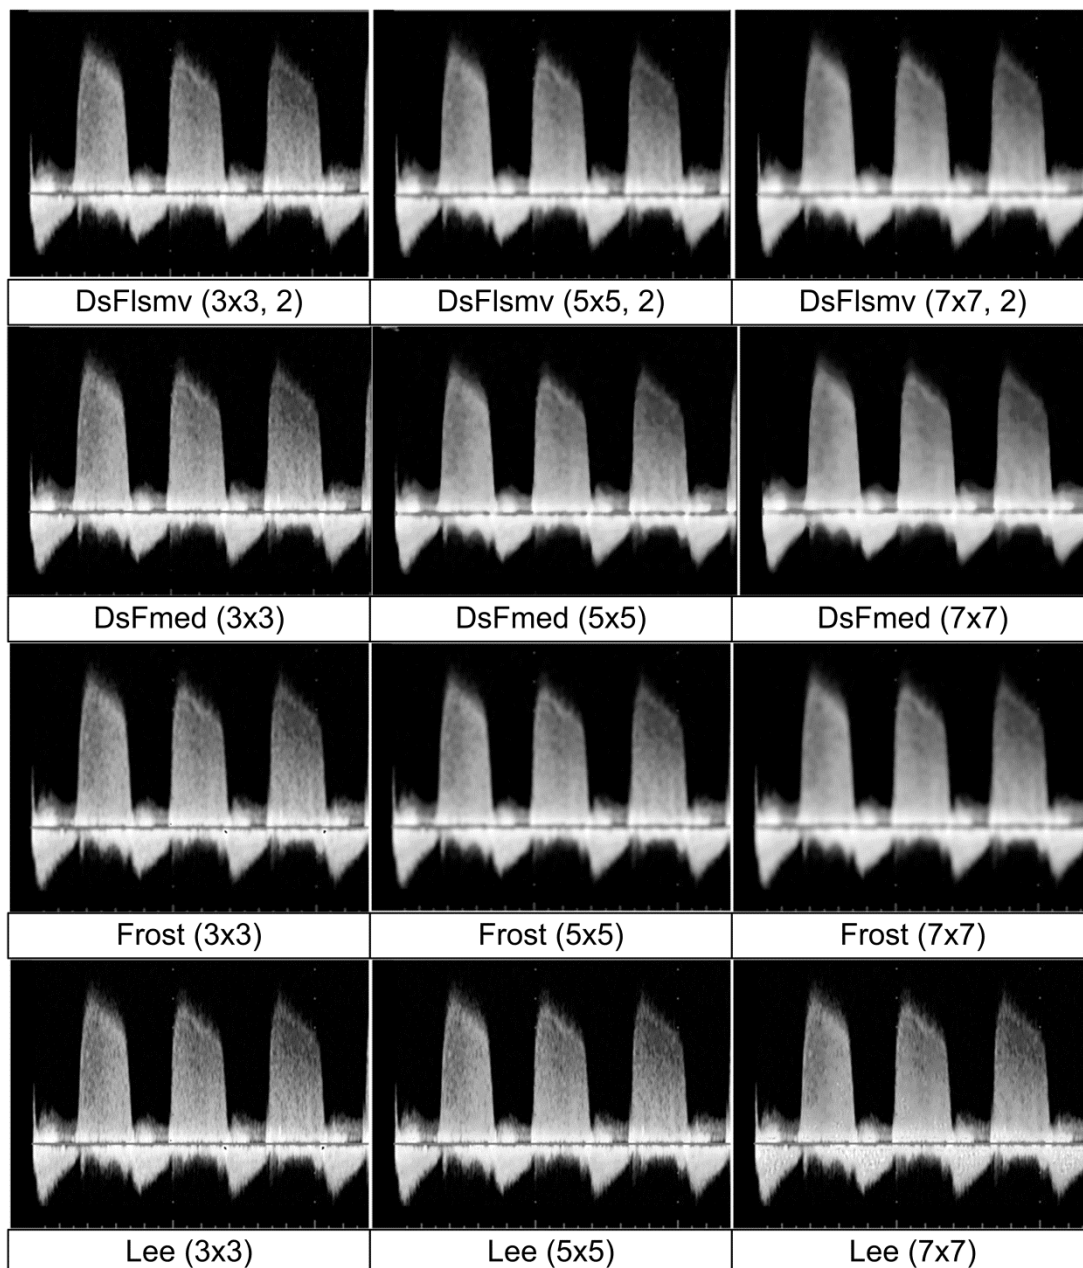 DsFlsmv (3x3, 2)
DsFlsmv (5x5, 2)
DsFlsmv (7x7, 2)
DsFmed (3x3)
DsFmed (5x5)
DsFmed (7x7)
Frost (3x3)
Frost (5x5)
Frost (7x7)
Lee (3x3)
Lee (5x5)
Lee (7x7)